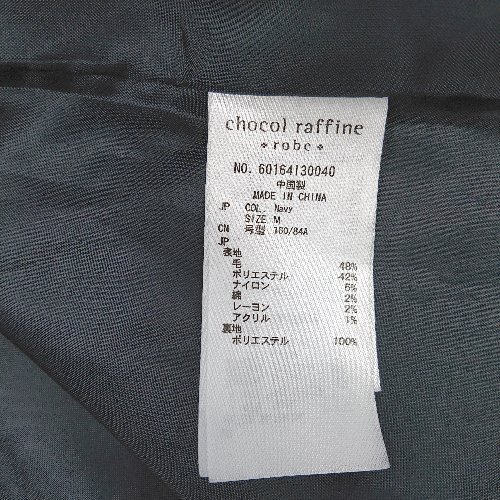 chocol raffine
robe
NO. 60164130040
中国製
MADE IN CHINA
JP COL. Navy
SIZE M
CN 号型 160/84A
JP
表地
毛 48%
ポリエステル 42%
ナイロン 6%
綿 2%
レーヨン 2%
アクリル 1%
裏地
ポリエステル 100%